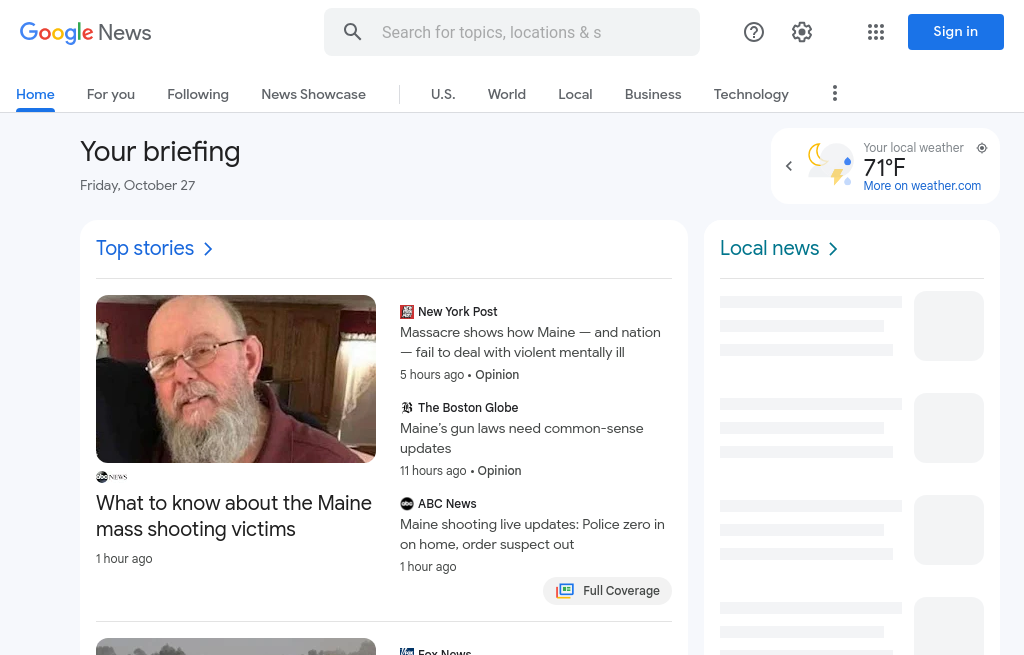 Google News
Search for topics, locations & s
Sign in
Home
For you
Following
News Showcase
U.S.
World
Local
Business
Technology
Your briefing
Friday, October 27
Your local weather
71°F
More on weather.com
Top stories
abc NEWS
What to know about the Maine
mass shooting victims
1 hour ago
New York Post
Massacre shows how Maine — and nation
— fail to deal with violent mentally ill
5 hours ago • Opinion
The Boston Globe
Maine’s gun laws need common-sense
updates
11 hours ago • Opinion
abc ABC News
Maine shooting live updates: Police zero in
on home, order suspect out
1 hour ago
Full Coverage
Fox News
Local news